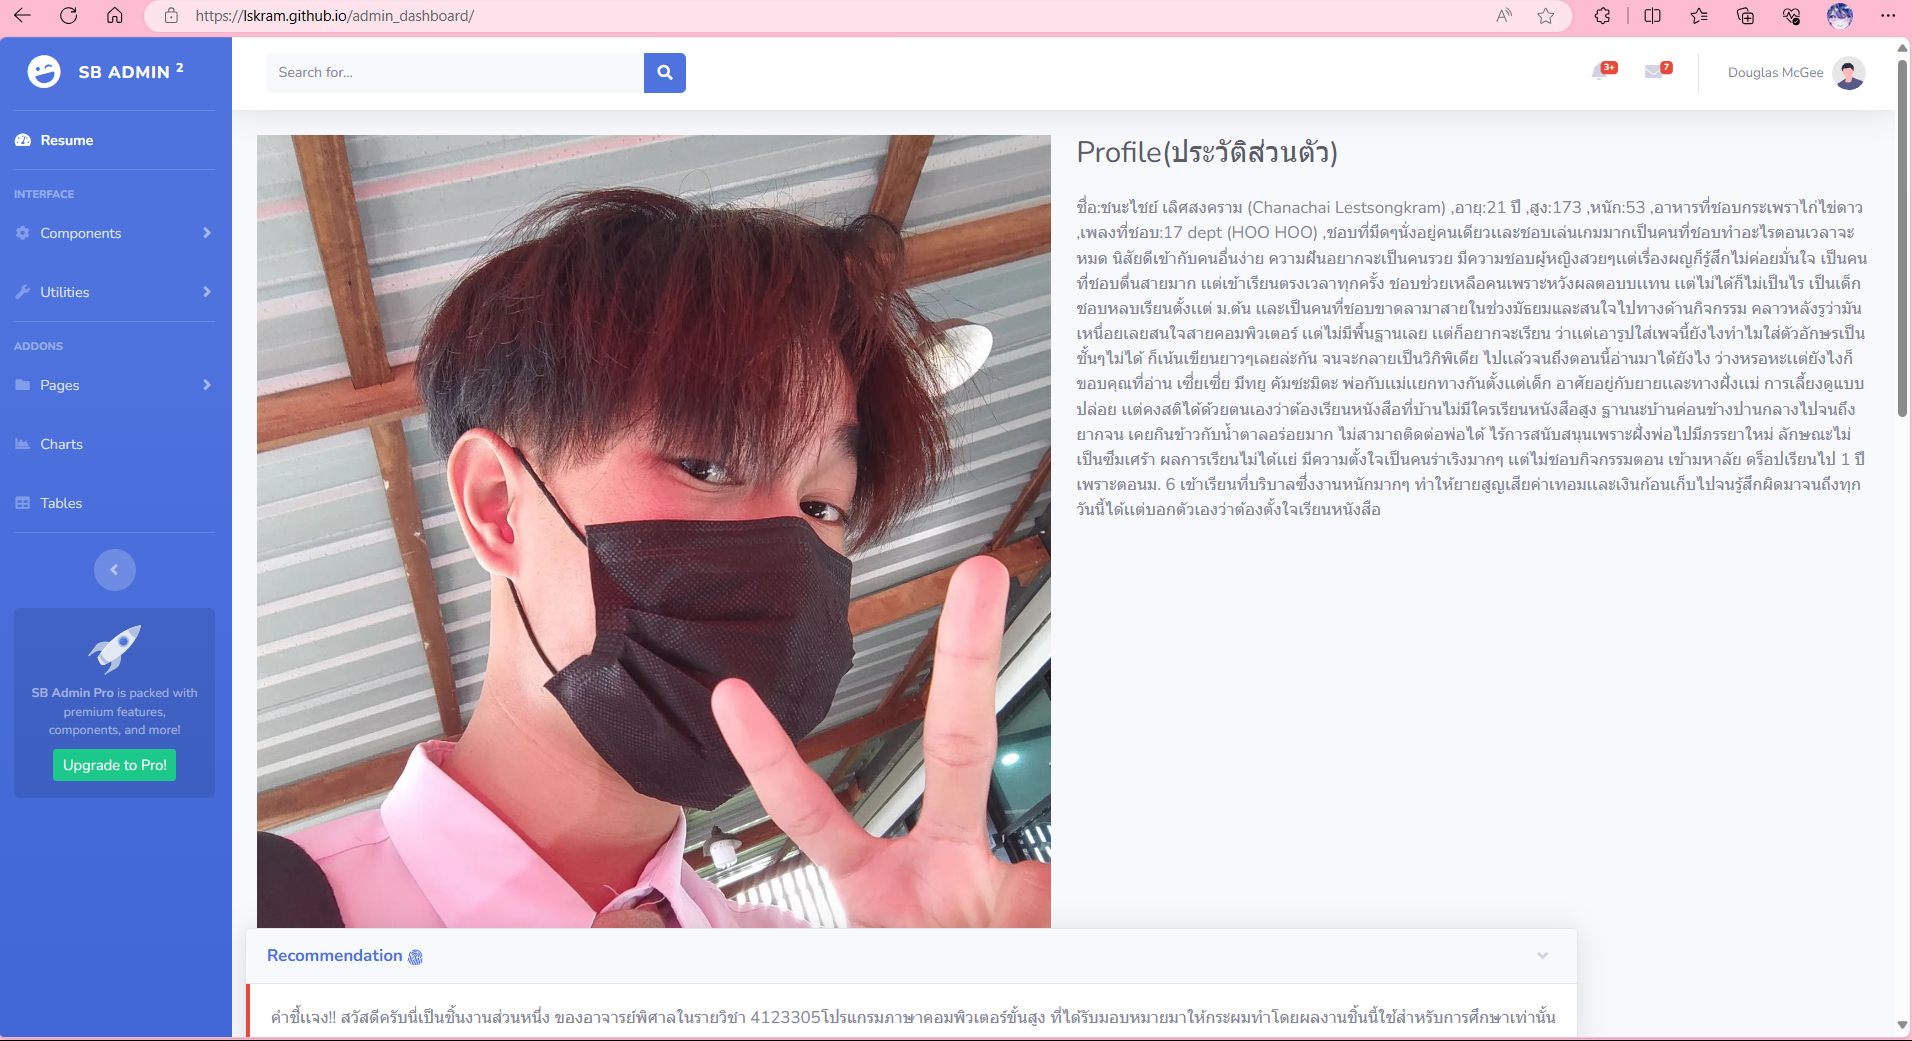 https://lskram.github.io/admin_dashboard/
SB ADMIN 2
Search for...
3+
7
Douglas McGee
Resume
INTERFACE
Components
Utilities
ADDONS
Pages
Charts
Tables
SB Admin Pro is packed with
premium features,
components, and more!
Upgrade to Pro!
Profile(ประวัติส่วนตัว)
ชื่อ:ชนะไชย์ เลิศสงคราม (Chanachai Lestsongkram) ,อายุ:21 ปี ,สูง:173 ,หนัก:53 ,อาหารที่ชอบกระเพราไก่ไข่ดาว
,เพลงที่ชอบ:17 dept (HOO HOO) ,ชอบที่มืดๆนั่งอยู่คนเดียวและชอบเล่นเกมมากเป็นคนที่ชอบทำอะไรตอนเวลาจะ
หมด นิสัยดีเข้ากับคนอื่นง่าย ความฝันอยากจะเป็นคนรวย มีความชอบผู้หญิงสวยๆแต่เรื่องผญก็รู้สึกไม่ค่อยมั่นใจ เป็นคน
ที่ชอบตื่นสายมาก แต่เข้าเรียนตรงเวลาทุกครั้ง ชอบช่วยเหลือคนเพราะหวังผลตอบบแทน แต่ไม่ได้ก็ไม่เป็นไร เป็นเด็ก
ชอบหลบเรียนตั้งแต่ ม.ต้น และเป็นคนที่ชอบขาดลามาสายในช่วงมัธยมและสนใจไปทางด้านกิจกรรม คลาวหลังรูว่ามัน
เหนื่อยเลยสนใจสายคอมพิวเตอร์ แต่ไม่มีพื้นฐานเลย แต่ก็อยากจะเรียน ว่าแต่เอารูปใส่เพจนี้ยังไงทำไมใส่ตัวอักษรเป็น
ชั้นๆไม่ได้ ก็เน้นเขียนยาวๆเลยล่ะกัน จนจะกลายเป็นวิกิพิเดีย ไปแล้วจนถึงตอนนี้อ่านมาได้ยังไง ว่างหรอหะแต่ยังไงก็
ขอบคุณที่อ่าน เซี่ยเซี่ย มีทยู คัมซะมิดะ พ่อกับแม่แยกทางกันตั้งแต่เด็ก อาศัยอยู่กับยายและทางฝั่งแม่ การเลี้ยงดูแบบ
ปล่อย แต่คงสติได้ด้วยตนเองว่าต้องเรียนหนังสือที่บ้านไม่มีใครเรียนหนังสือสูง ฐานนะบ้านค่อนข้างปานกลางไปจนถึง
ยากจน เคยกินข้าวกับน้ำตาลอร่อยมาก ไม่สามาถติดต่อพ่อได้ ไร้การสนับสนุนเพราะฝั่งพ่อไปมีภรรยาใหม่ ลักษณะไม่
เป็นซึมเศร้า ผลการเรียนไม่ได้แย่ มีความตั้งใจเป็นคนร่าเริงมากๆ แต่ไม่ชอบกิจกรรมตอน เข้ามหาลัย ดร็อปเรียนไป 1 ปี
เพราะตอนม. 6 เข้าเรียนที่บริบาลซึ่งงานหนักมากๆ ทำให้ยายสูญเสียค่าเทอมและเงินก้อนเก็บไปจนรู้สึกผิดมาจนถึงทุก
วันนี้ได้แต่บอกตัวเองว่าต้องตั้งใจเรียนหนังสือ
Recommendation
คำชี้แจง!! สวัสดีครับนี่เป็นชิ้นงานส่วนหนึ่ง ของอาจารย์พิศาลในรายวิชา 4123305โปรแกรมภาษาคอมพิวเตอร์ขั้นสูง ที่ได้รับมอบหมายมาให้กระผมทำโดยผลงานชิ้นนี้ใช้สำหรับการศึกษาเท่านั้น